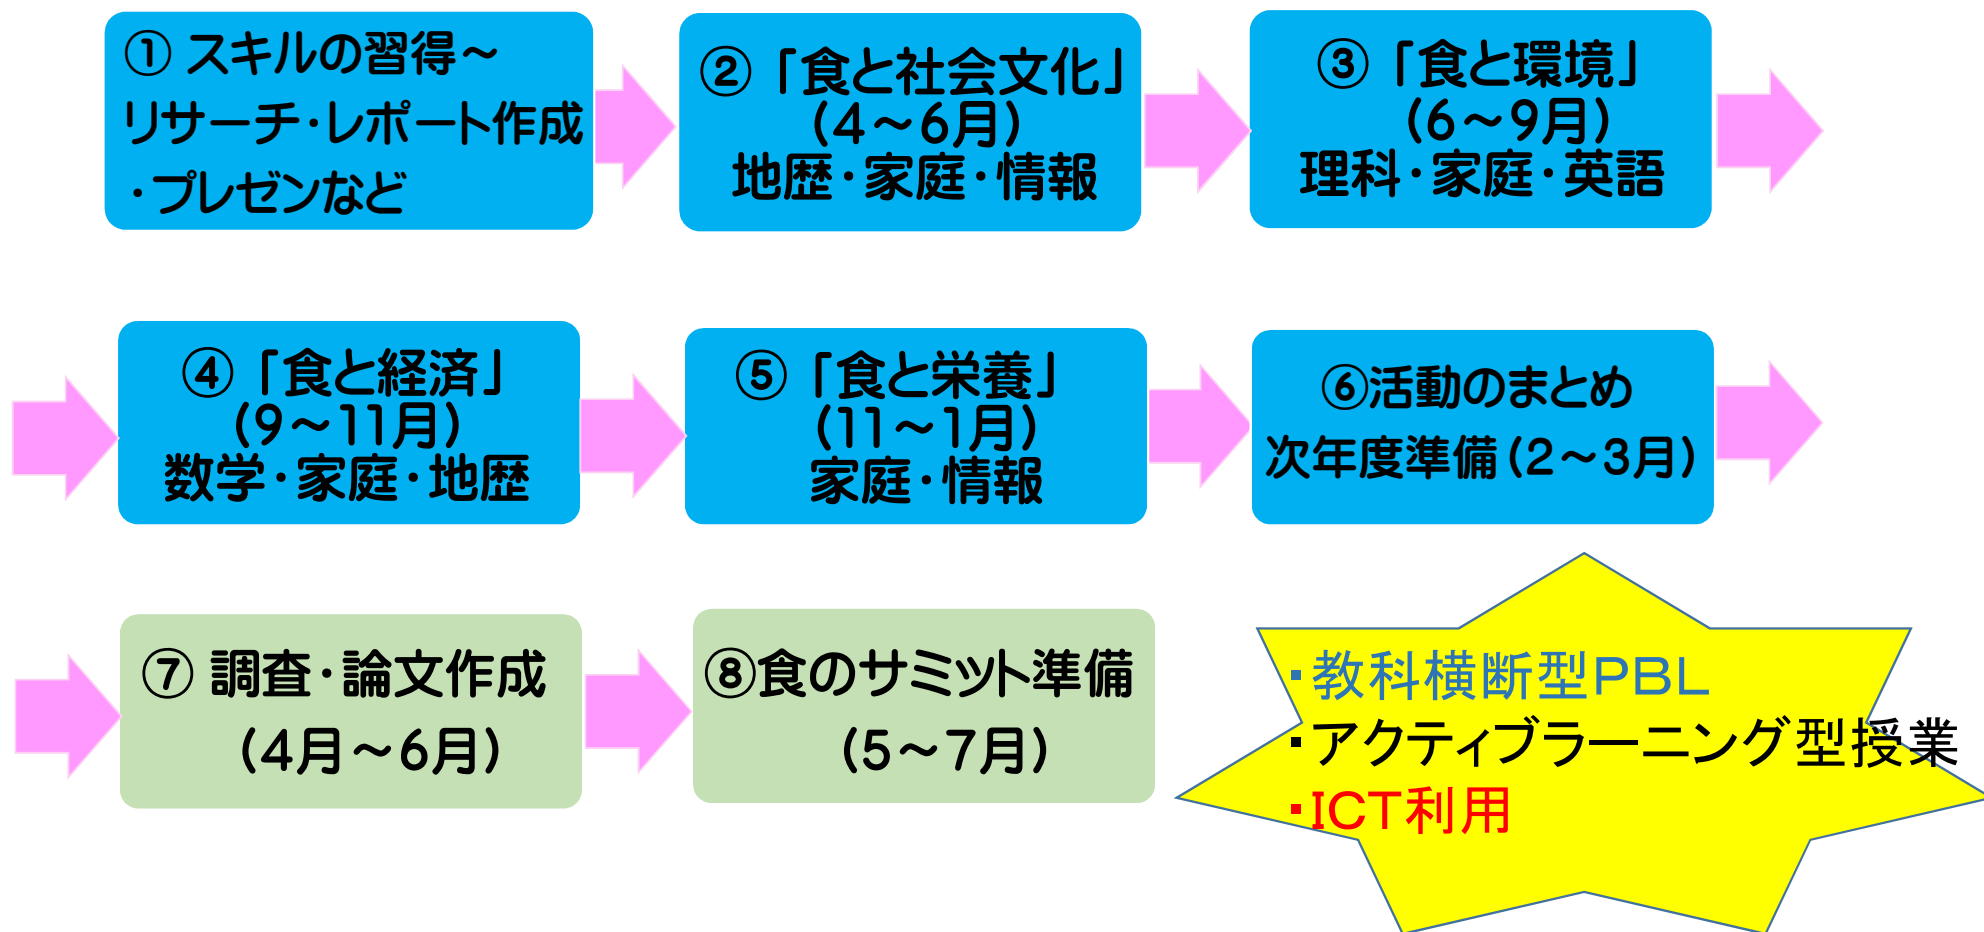 ① スキルの習得～
リサーチ・レポート作成
・プレゼンなど
② 「食と社会文化」
(4～6月)
地歴・家庭・情報
③ 「食と環境」
(6～9月)
理科・家庭・英語
④ 「食と経済」
(9～11月)
数学・家庭・地歴
⑤ 「食と栄養」
(11～1月)
家庭・情報
⑥活動のまとめ
次年度準備(2～3月)
⑦ 調査・論文作成
(4月～6月)
⑧食のサミット準備
(5～7月)
・教科横断型PBL
・アクティブラーニング型授業
・ICT利用